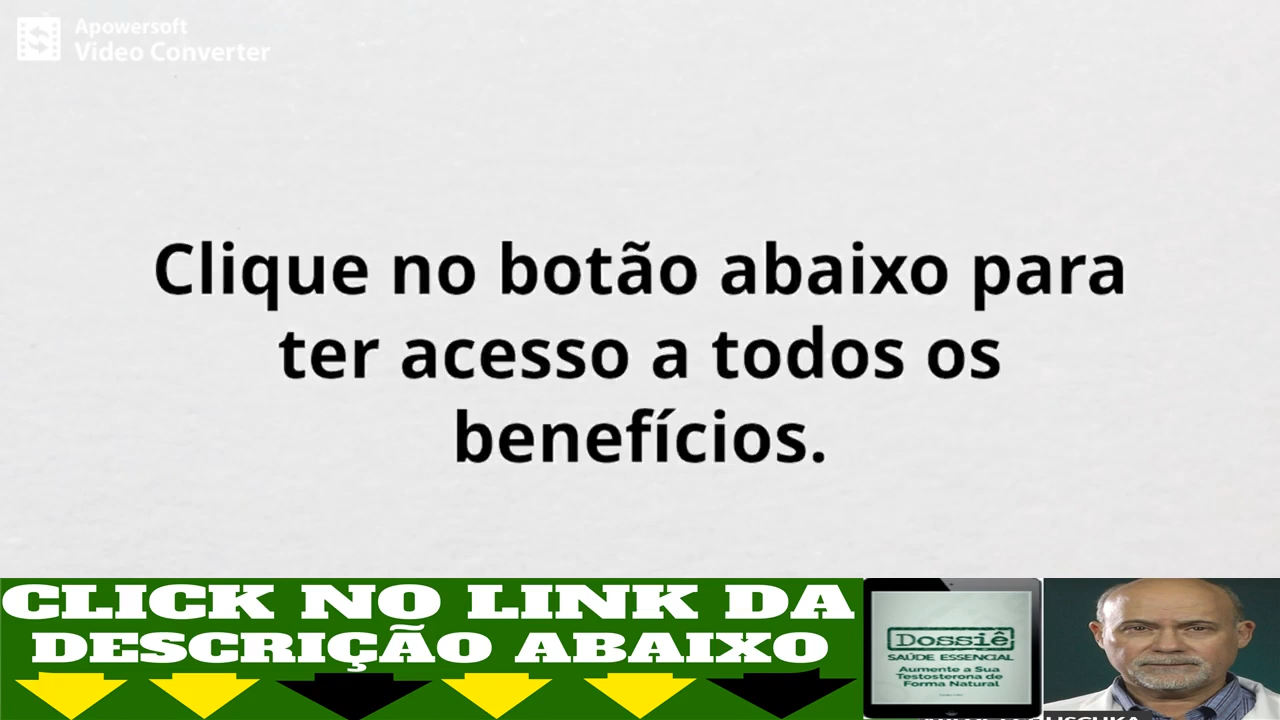 Apowersoft
Video Converter
Clique no botão abaixo para
ter acesso a todos os
benefícios.
CLICK NO LINK DA
DESCRIÇÃO ABAIXO
Dossiê
SAÚDE ESSENCIAL
Aumente a Sua
Testosterona de
Forma Natural